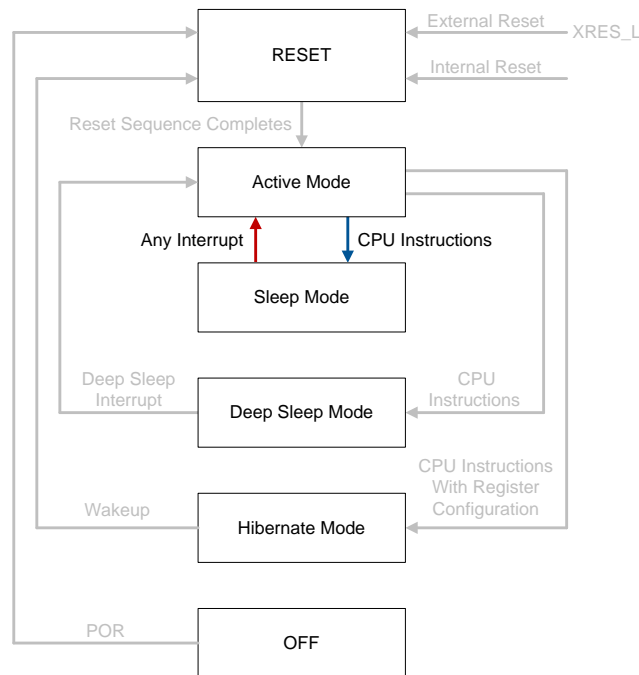 External Reset
XRES_L
RESET
Internal Reset
Reset Sequence Completes
Active Mode
Any Interrupt
CPU Instructions
Sleep Mode
Deep Sleep
Interrupt
Deep Sleep Mode
CPU
Instructions
CPU Instructions
With Register
Configuration
Wakeup
Hibernate Mode
POR
OFF